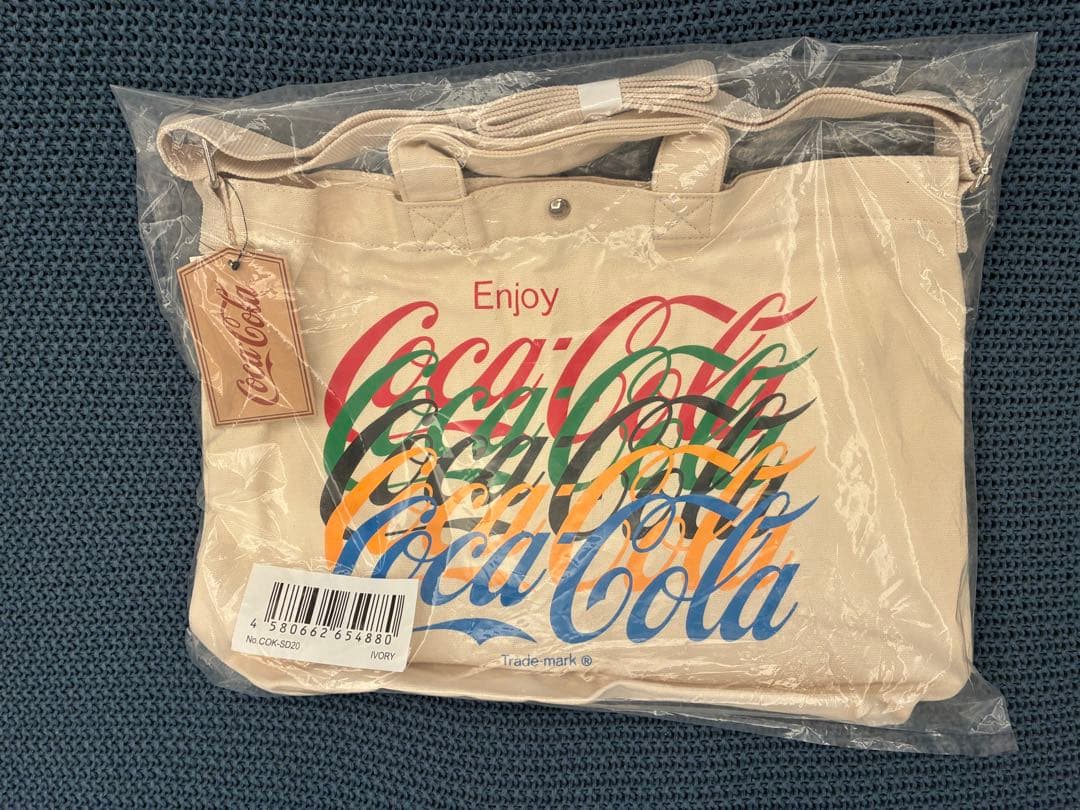 Enjoy
Coca-Cola
Coca-Cola
Coca-Cola
Coca-Cola
Coca-Cola
Trade-mark ®
Coca-Cola
4 580662 654880
No.COK-SD20
IVORY